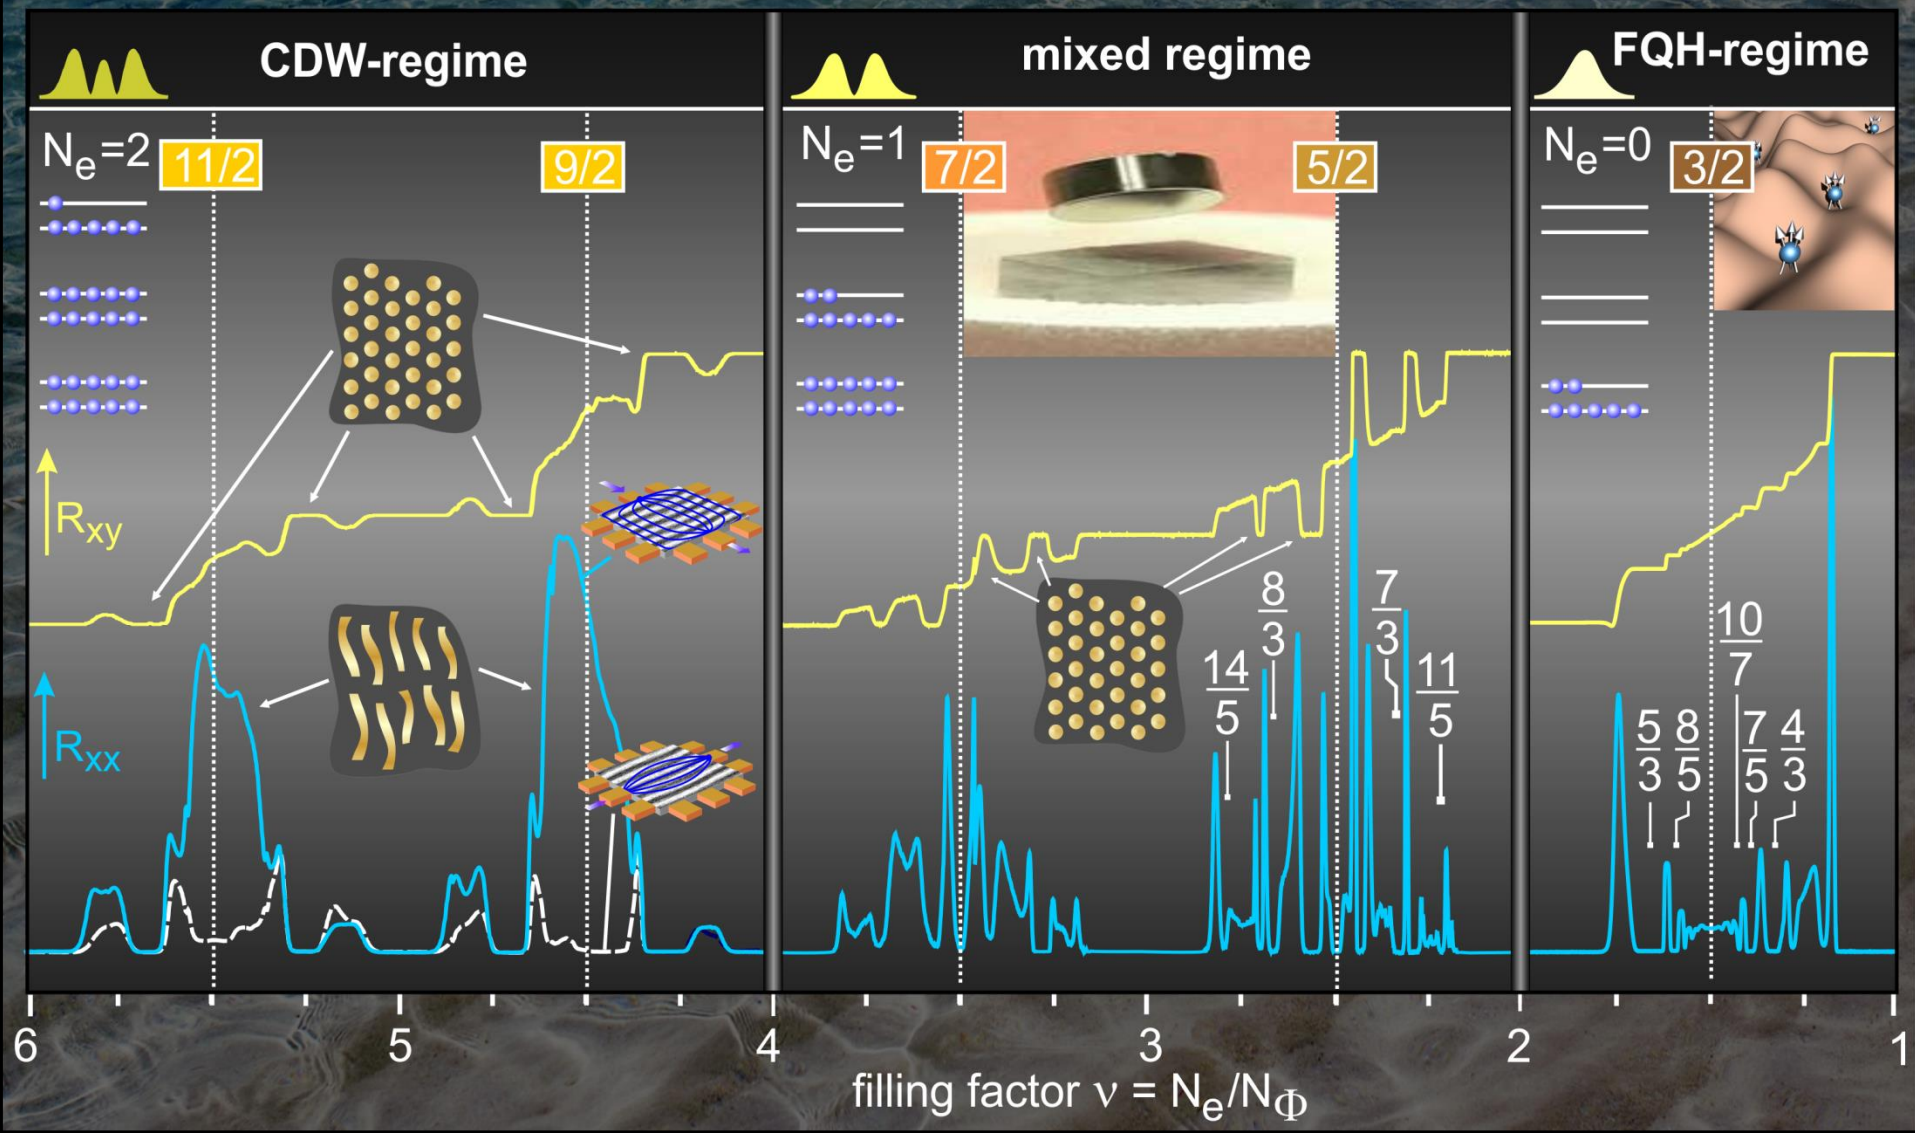 CDW-regime
mixed regime
FQH-regime
Ne=2
11/2
9/2
Ne=1
7/2
5/2
Ne=0
3/2
Rxy
Rxx
14/5
8/3
7/3
11/5
5/3
8/5
10/7
7/5
4/3
6
5
4
3
2
1
filling factor ν = Ne/NΦ